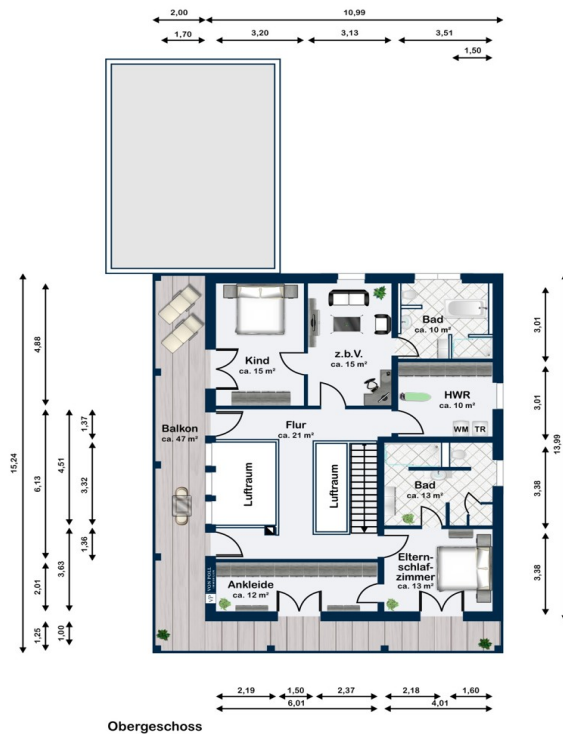 2,00
10,99
1,70
3,20
3,13
3,51
1,50
Bad
ca. 10 m²
Kind
ca. 15 m²
z.b.V.
ca. 15 m²
HWR
ca. 10 m²
WM
TR
Balkon
ca. 47 m²
Flur
ca. 21 m²
Luftraum
Luftraum
Bad
ca. 13 m²
Eltern-
schlaf-
zimmer
ca. 13 m²
Ankleide
ca. 12 m²
VP
VON POLL
15,24
4,88
6,13
2,01
1,25
4,51
3,63
1,00
1,37
3,32
1,36
3,01
3,01
3,38
3,38
13,99
2,19
1,50
2,37
2,18
1,60
6,01
4,01
Obergeschoss